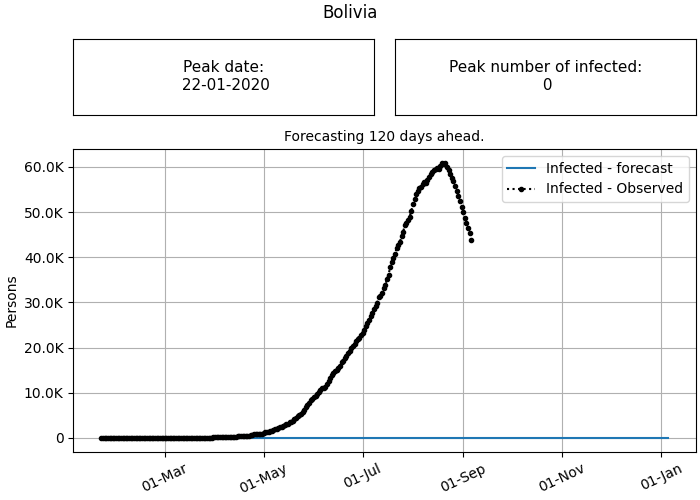 Bolivia
Peak date:
22-01-2020
Peak number of infected:
0
Forecasting 120 days ahead.
Infected - forecast
Infected - Observed
Persons
60.0K
50.0K
40.0K
30.0K
20.0K
10.0K
0
01-Mar
01-May
01-Jul
01-Sep
01-Nov
01-Jan